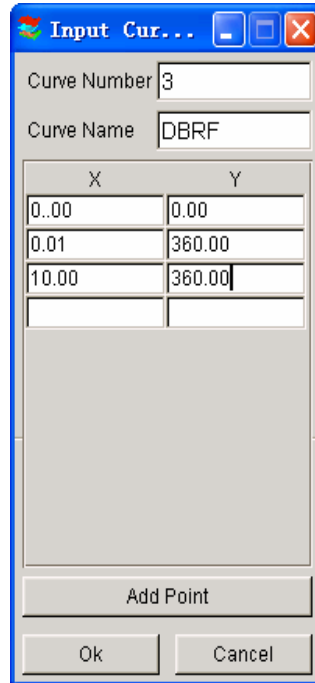 Input Cur...
Curve Number 3
Curve Name DBRF
X Y
0..00 0.00
0.01 360.00
10.00 360.00
Add Point
Ok Cancel